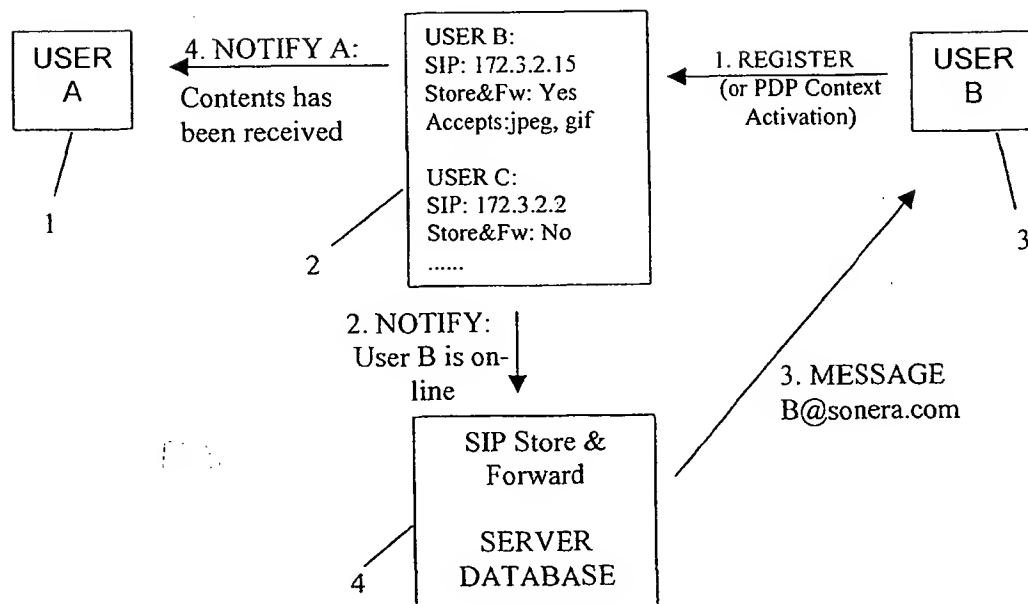 USER
A
1
4. NOTIFY A:
Contents has
been received
USER B:
SIP: 172.3.2.15
Store&Fw: Yes
Accepts:jpeg, gif
USER C:
SIP: 172.3.2.2
Store&Fw: No
......
2
1. REGISTER
(or PDP Context
Activation)
USER
B
3
2. NOTIFY:
User B is on-
line
3. MESSAGE
B@sonera.com
SIP Store &
Forward
SERVER
DATABASE
4